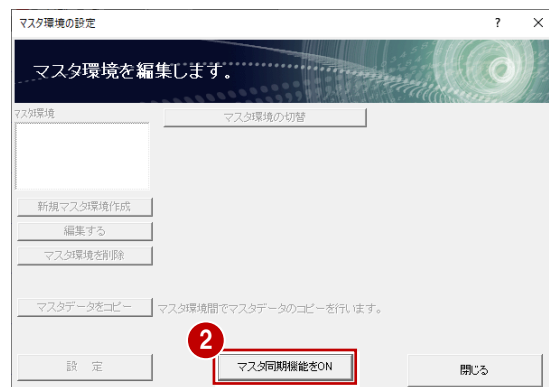 マスタ環境の設定 ? ×
マスタ環境を編集します。
マスタ環境
マスタ環境の切替
新規マスタ環境作成
編集する
マスタ環境を削除
マスタデータをコピー マスタ環境間でマスタデータのコピーを行います。
2
設 定 マスタ同期機能をON 閉じる